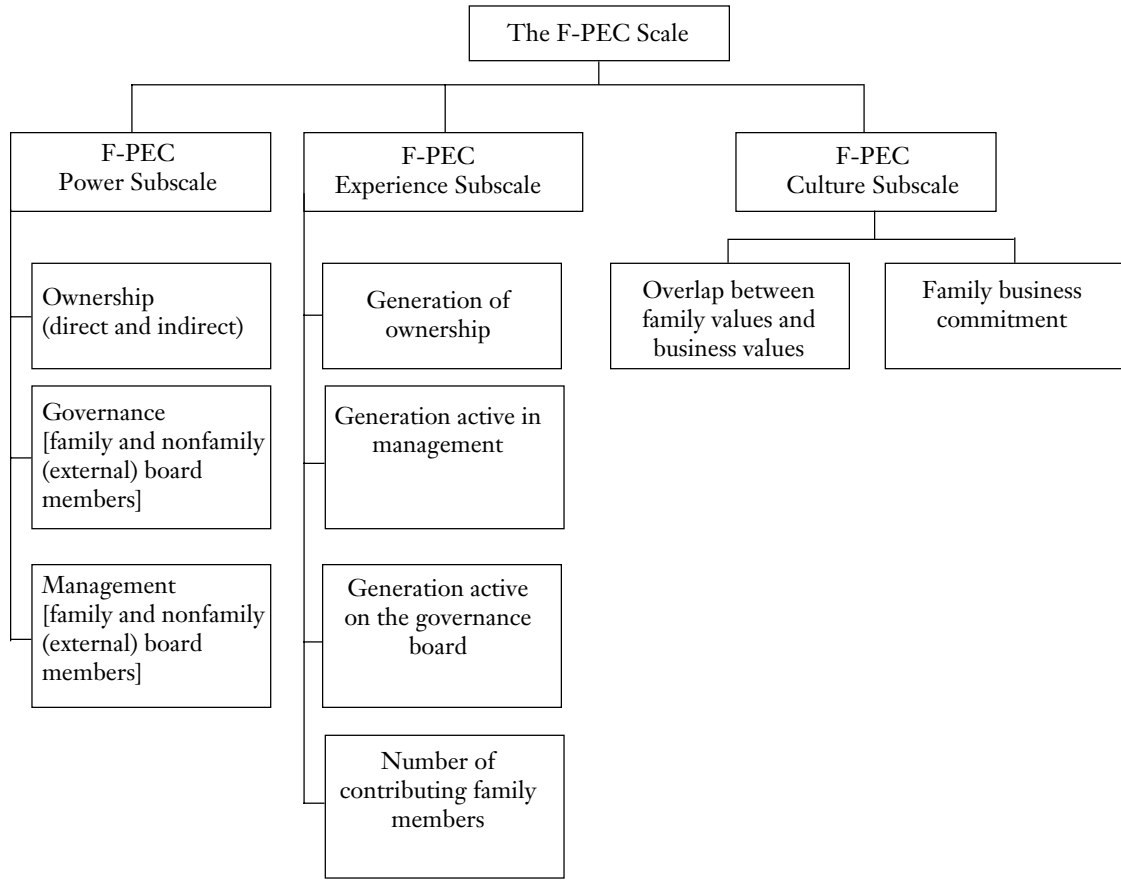 The F-PEC Scale
F-PEC
Power Subscale
F-PEC
Experience Subscale
F-PEC
Culture Subscale
Ownership
(direct and indirect)
Governance
[family and nonfamily
(external) board
members]
Management
[family and nonfamily
(external) board
members]
Generation of
ownership
Generation active in
management
Generation active
on the governance
board
Number of
contributing family
members
Overlap between
family values and
business values
Family business
commitment